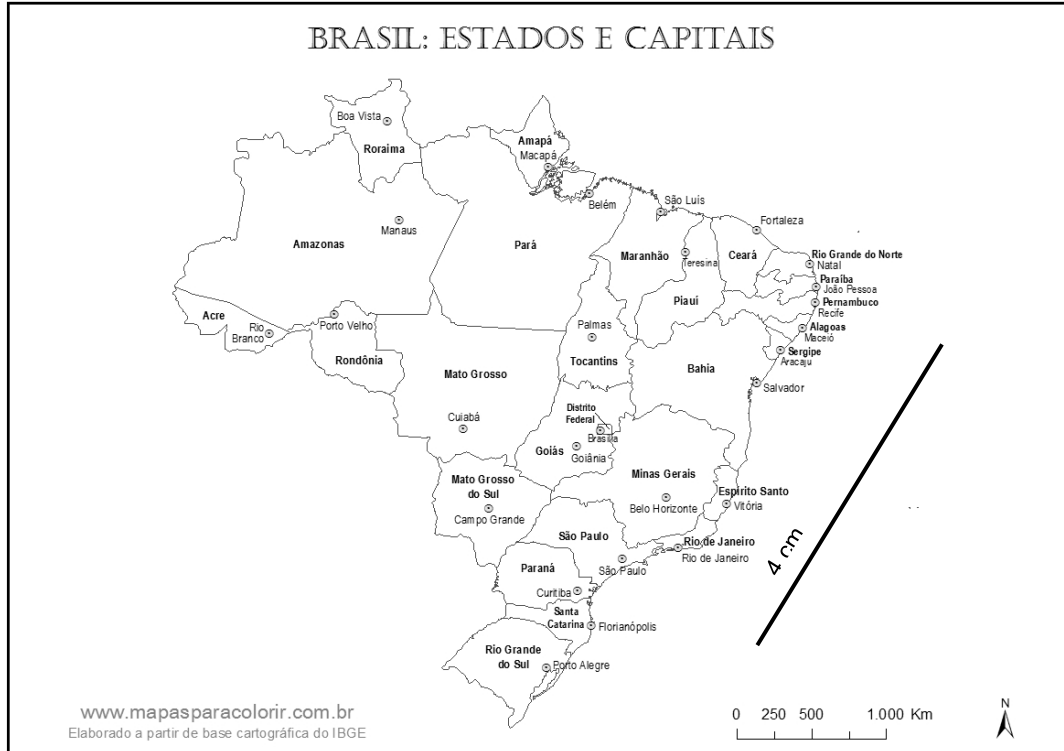 BRASIL: ESTADOS E CAPITAIS
Boa Vista
Roraima
Amapá
Macapá
Belém
São Luís
Fortaleza
Manaus
Amazonas
Pará
Maranhão
Teresina
Ceará
Rio Grande do Norte
Natal
Paraíba
João Pessoa
Piaui
Pernambuco
Recife
Acre
Rio
Branco
Porto Velho
Palmas
Alagoas
Maceió
Rondônia
Tocantins
Sergipe
Aracaju
Mato Grosso
Bahia
Salvador
Cuiabá
Distrito
Federal
Brasília
Goiás
Goiânia
Minas Gerais
Mato Grosso
do Sul
Campo Grande
Belo Horizonte
Espírito Santo
Vitória
São Paulo
São Paulo
Rio de Janeiro
Rio de Janeiro
4 cm
Paraná
Curitiba
Santa
Catarina
Florianópolis
Rio Grande
do Sul
Porto Alegre
www.mapasparacolorir.com.br
Elaborado a partir de base cartográfica do IBGE
0 250 500 1.000 Km
N